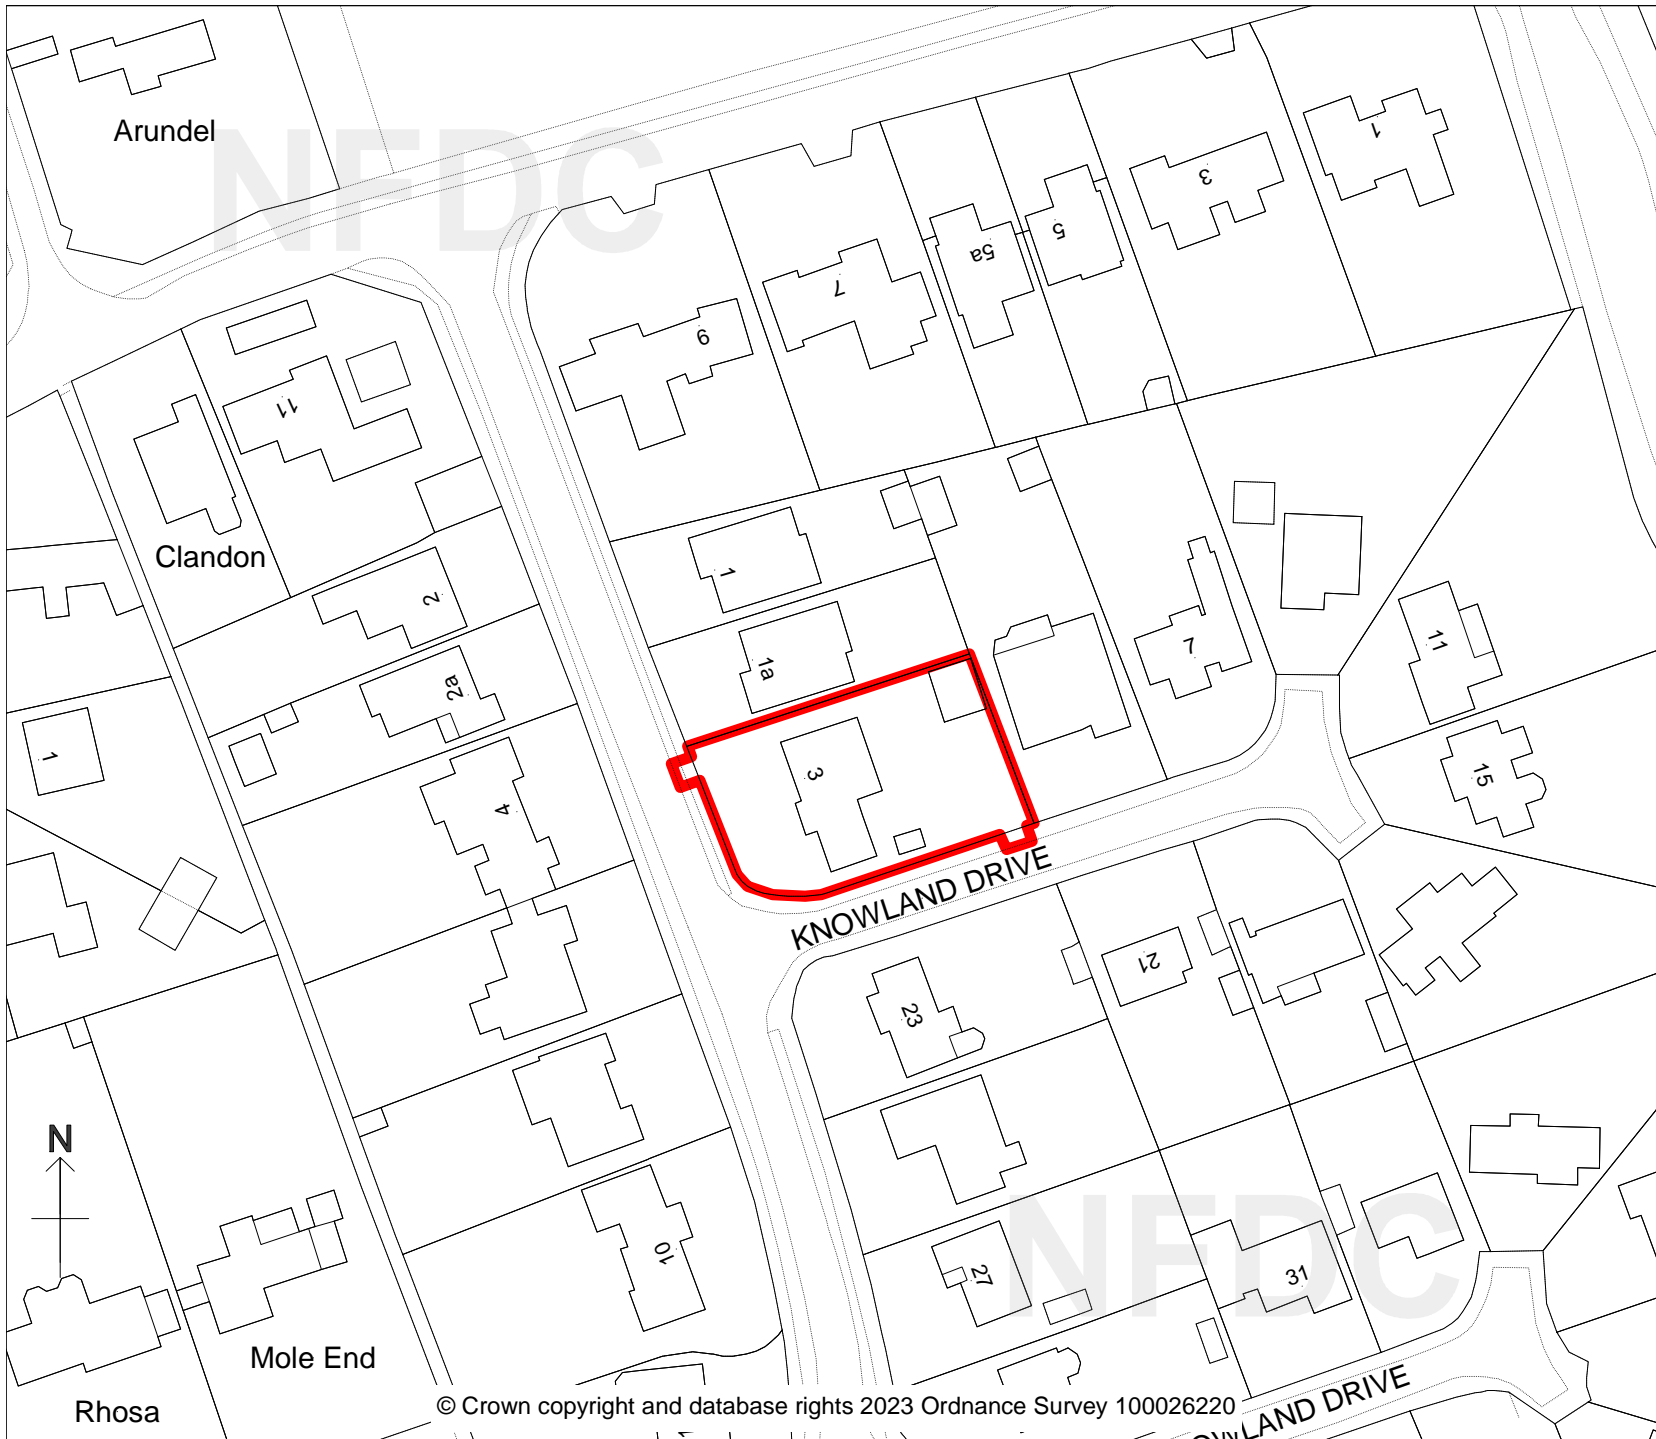 Arundel
NFDC
1
3
5
5a
7
9
11
Clandon
1
2
1a
2a
7
11
1
3
15
4
KNOWLAND DRIVE
21
23
N
10
27
31
NFDC
Mole End
Rhosa
© Crown copyright and database rights 2023 Ordnance Survey 100026220
OWLAND DRIVE